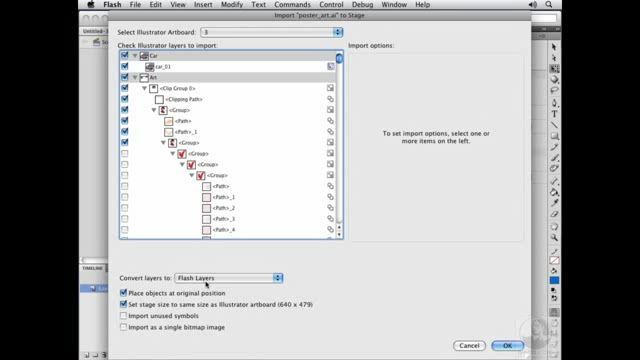 Flash File Edit View Insert Modify Text Commands Control Debug Window Help
Import "poster_art.ai" to Stage
Untitled-
Select Illustrator Artboard: 3
Check Illustrator layers to import:
Import options:
Car
car_01
Art
<Clip Group 0>
<Clipping Path>
<Group>
<Path>
<Path>_1
<Group>
<Group>
<Group>
<Group>
<Path>
<Path>_1
<Path>_2
<Path>_3
<Path>_4
To set import options, select one or
more items on the left.
TIMELINE
Convert layers to: Flash Layers
Place objects at original position
Set stage size to same size as Illustrator artboard (640 x 479)
Import unused symbols
Import as a single bitmap image
Cancel OK